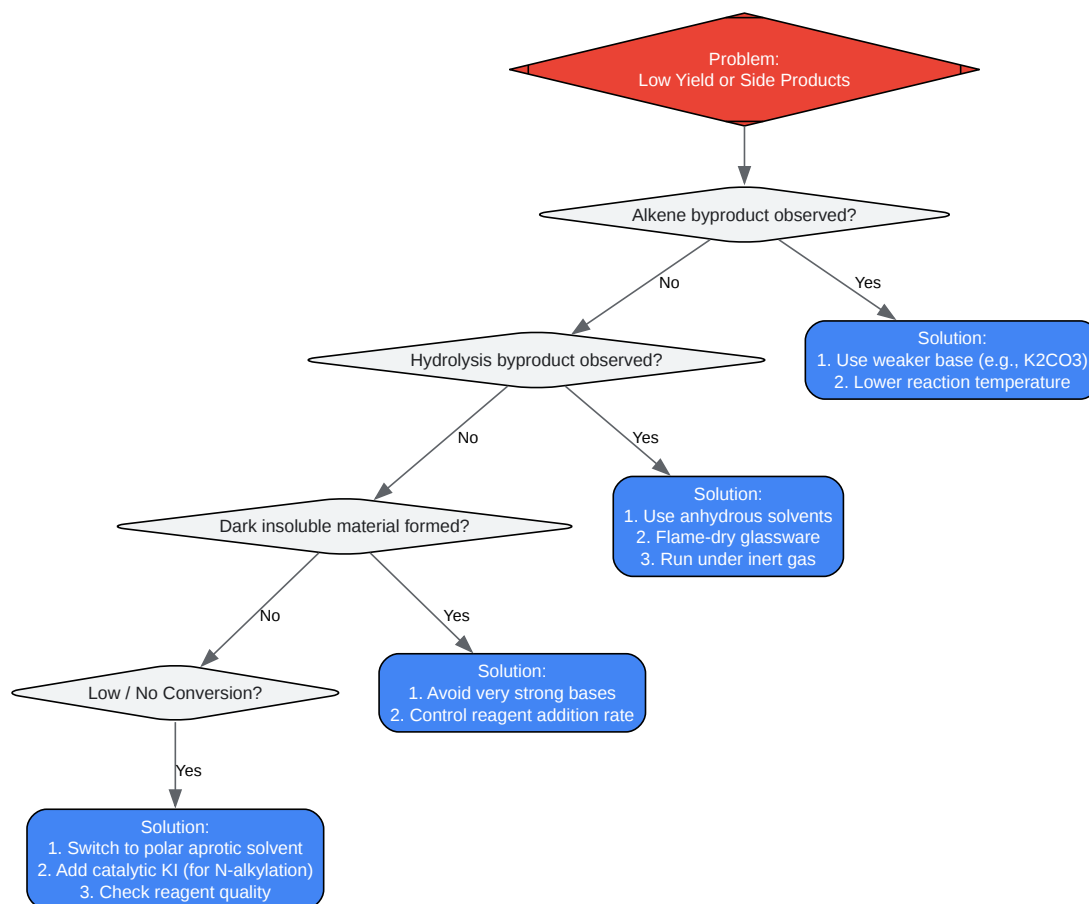 Problem:
Low Yield or Side Products
Alkene byproduct observed?
No
Yes
Solution:
1. Use weaker base (e.g., K2CO3)
2. Lower reaction temperature
Hydrolysis byproduct observed?
No
Yes
Solution:
1. Use anhydrous solvents
2. Flame-dry glassware
3. Run under inert gas
Dark insoluble material formed?
No
Yes
Solution:
1. Avoid very strong bases
2. Control reagent addition rate
Low / No Conversion?
Yes
Solution:
1. Switch to polar aprotic solvent
2. Add catalytic KI (for N-alkylation)
3. Check reagent quality